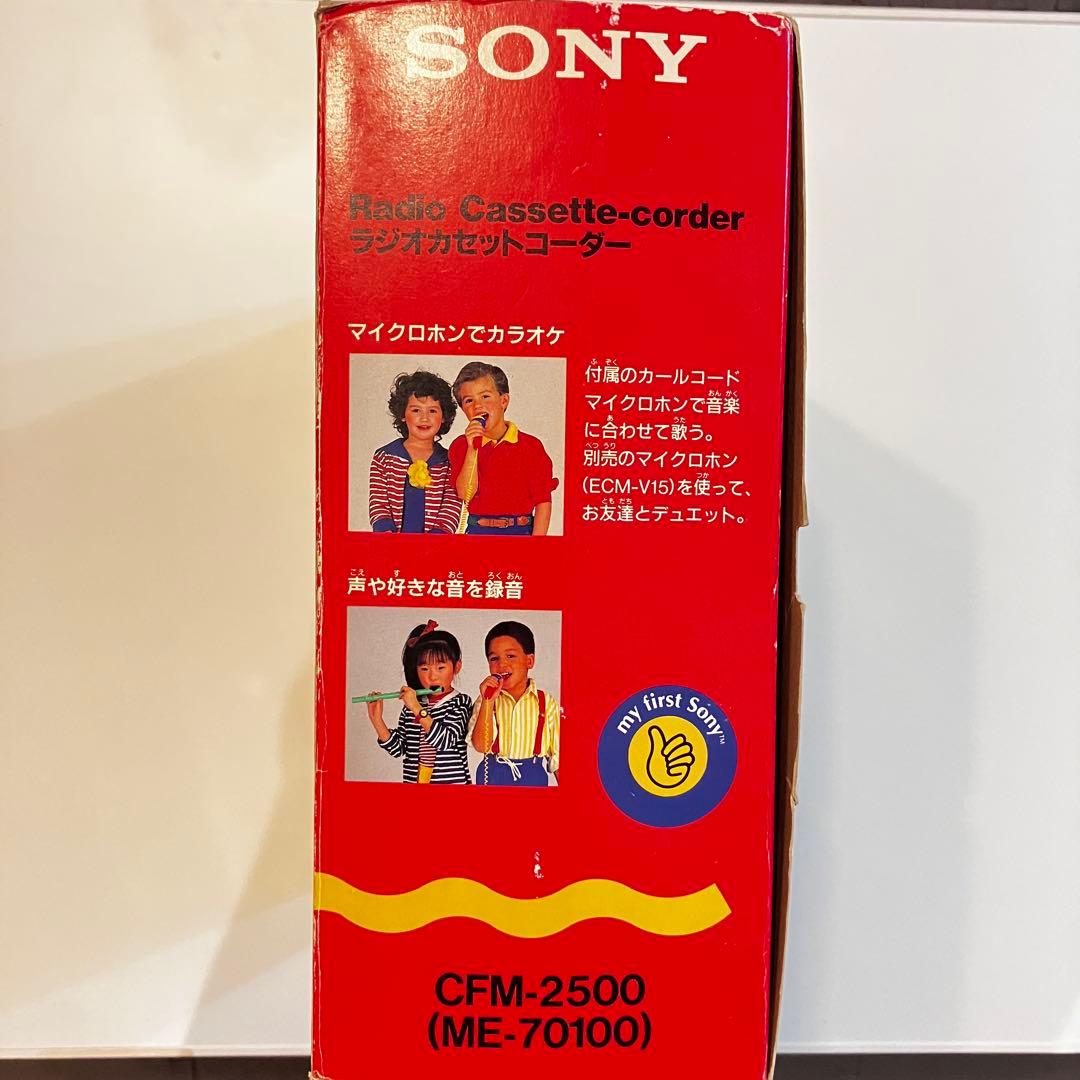 SONY
Radio Cassette-corder
ラジオカセットコーダー
マイクロホンでカラオケ
付属のカールコード
マイクロホンで音楽
に合わせて歌う。
別売のマイクロホン
(ECM-V15)を使って、
お友達とデュエット。
声や好きな音を録音
my first Sony™
CFM-2500
(ME-70100)